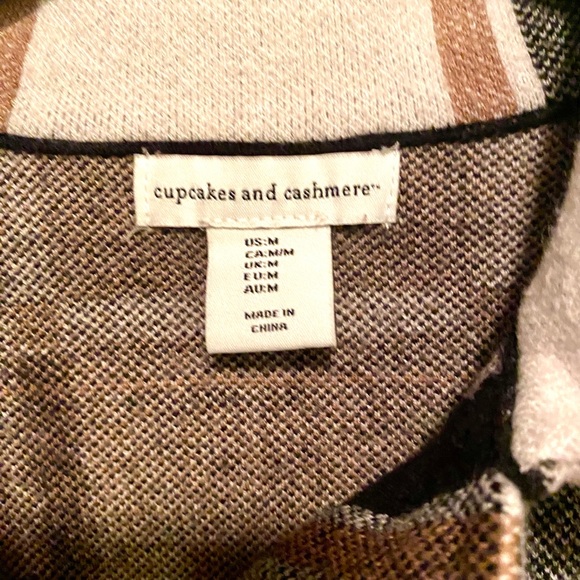 cupcakes and cashmere™
US:M
CA:M/M
UK:M
EU:M
AU:M
MADE IN
CHINA